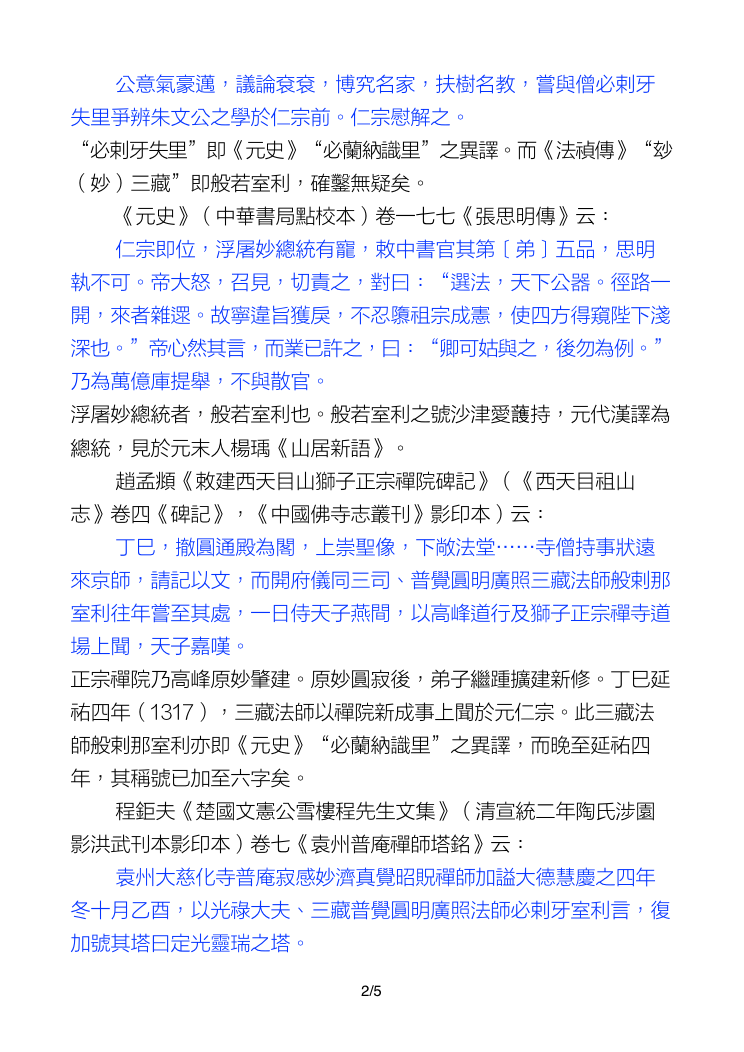 公意氣豪邁，議論袞袞，博究名家，扶樹名教，嘗與僧必剌牙
失里爭辨朱文公之學於仁宗前。仁宗慰解之。
“必剌牙失里”即《元史》“必蘭納識里”之異譯。而《法禎傳》“玅
（妙）三藏”即般若室利，確鑿無疑矣。
《元史》（中華書局點校本）卷一七七《張思明傳》云：
仁宗即位，浮屠妙總統有寵，敕中書官其第［弟］五品，思明
執不可。帝大怒，召見，切責之，對曰：“選法，天下公器。徑路一
開，來者雜遝。故寧違旨獲戾，不忍隳祖宗成憲，使四方得窺陛下淺
深也。”帝心然其言，而業已許之，曰：“卿可姑與之，後勿為例。”
乃為萬億庫提舉，不與散官。
浮屠妙總統者，般若室利也。般若室利之號沙津愛護持，元代漢譯為
總統，見於元末人楊瑀《山居新語》。
趙孟頫《敕建西天目山獅子正宗禪院碑記》（《西天目祖山
志》卷四《碑記》，《中國佛寺志叢刊》影印本）云：
丁巳，撤圓通殿為閣，上崇聖像，下敞法堂⋯⋯寺僧持事狀遠
來京師，請記以文，而開府儀同三司、普覺圓明廣照三藏法師般剌那
室利往年嘗至其處，一日侍天子燕間，以高峰道行及獅子正宗禪寺道
場上聞，天子嘉嘆。
正宗禪院乃高峰原妙肇建。原妙圓寂後，弟子繼踵擴建新修。丁巳延
祐四年（1317），三藏法師以禪院新成事上聞於元仁宗。此三藏法
師般剌那室利亦即《元史》“必蘭納識里”之異譯，而晚至延祐四
年，其稱號已加至六字矣。
程鉅夫《楚國文憲公雪樓程先生文集》（清宣統二年陶氏涉園
影洪武刊本影印本）卷七《袁州普庵禪師塔銘》云：
袁州大慈化寺普庵寂感妙濟真覺昭貺禪師加謚大德慧慶之四年
冬十月乙酉，以光祿大夫、三藏普覺圓明廣照法師必剌牙室利言，復
加號其塔曰定光靈瑞之塔。
2/5